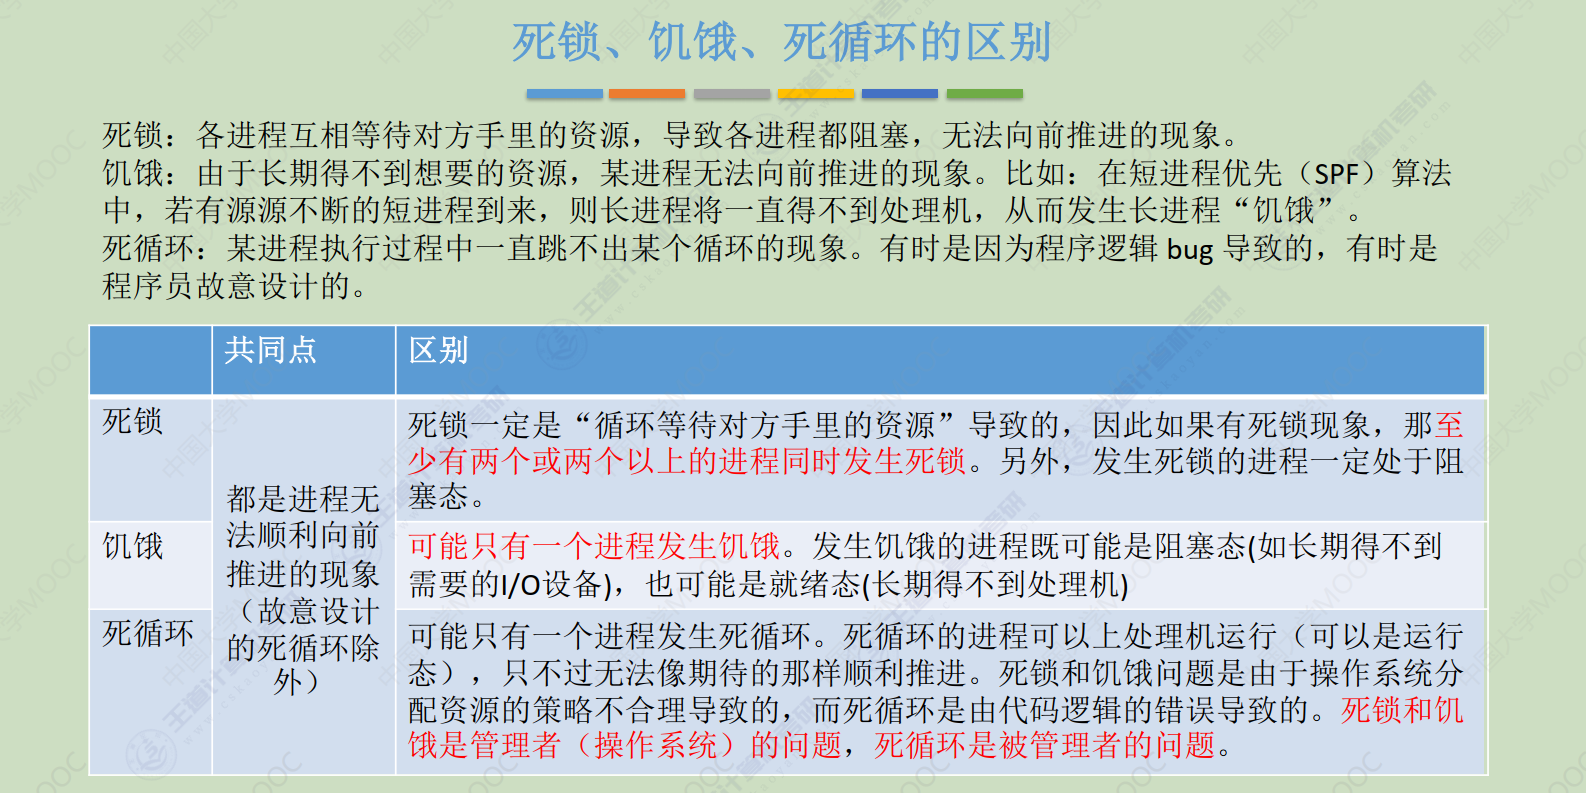 死锁、饥饿、死循环的区别
死锁：各进程互相等待对方手里的资源，导致各进程都阻塞，无法向前推进的现象。
饥饿：由于长期得不到想要的资源，某进程无法向前推进的现象。比如：在短进程优先（SPF）算法
中，若有源源不断的短进程到来，则长进程将一直得不到处理机，从而发生长进程“饥饿”。
死循环：某进程执行过程中一直跳不出某个循环的现象。有时是因为程序逻辑 bug 导致的，有时是
程序员故意设计的。
共同点
区别
死锁
都是进程无
法顺利向前
推进的现象
（故意设计
的死循环除
外）
死锁一定是“循环等待对方手里的资源”导致的，因此如果有死锁现象，那至
少有两个或两个以上的进程同时发生死锁。另外，发生死锁的进程一定处于阻
塞态。
饥饿
可能只有一个进程发生饥饿。发生饥饿的进程既可能是阻塞态(如长期得不到
需要的I/O设备)，也可能是就绪态(长期得不到处理机)
死循环
可能只有一个进程发生死循环。死循环的进程可以上处理机运行（可以是运行
态），只不过无法像期待的那样顺利推进。死锁和饥饿问题是由于操作系统分
配资源的策略不合理导致的，而死循环是由代码逻辑的错误导致的。死锁和饥
饿是管理者（操作系统）的问题，死循环是被管理者的问题。
中国大学MOOC
王道计算机考研